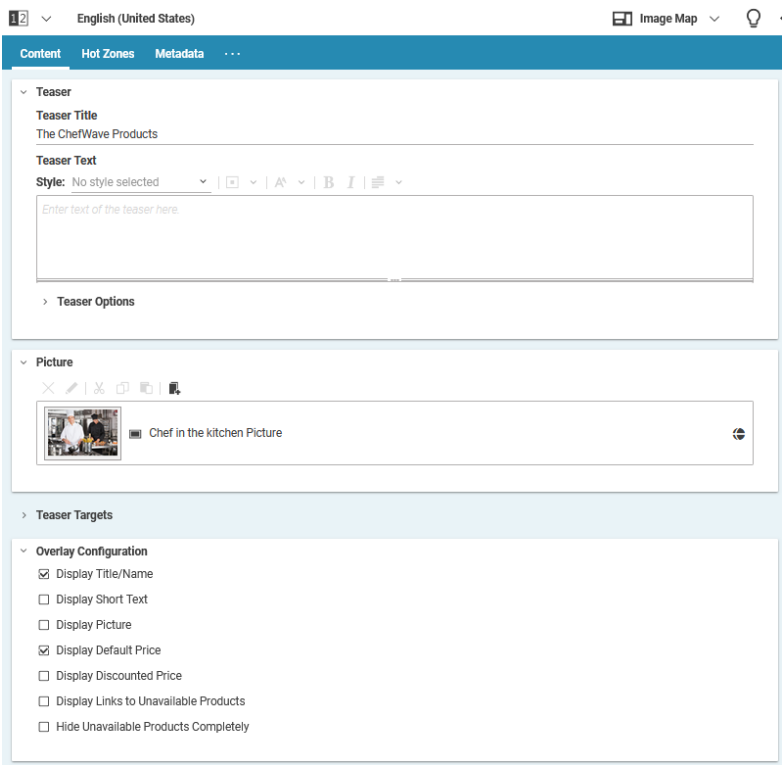 12 English (United States) Image Map
Content Hot Zones Metadata ...
Teaser
Teaser Title
The ChefWave Products
Teaser Text
Style: No style selected A B I
Enter text of the teaser here.
Teaser Options
Picture
Chef in the kitchen Picture
Teaser Targets
Overlay Configuration
Display Title/Name
Display Short Text
Display Picture
Display Default Price
Display Discounted Price
Display Links to Unavailable Products
Hide Unavailable Products Completely